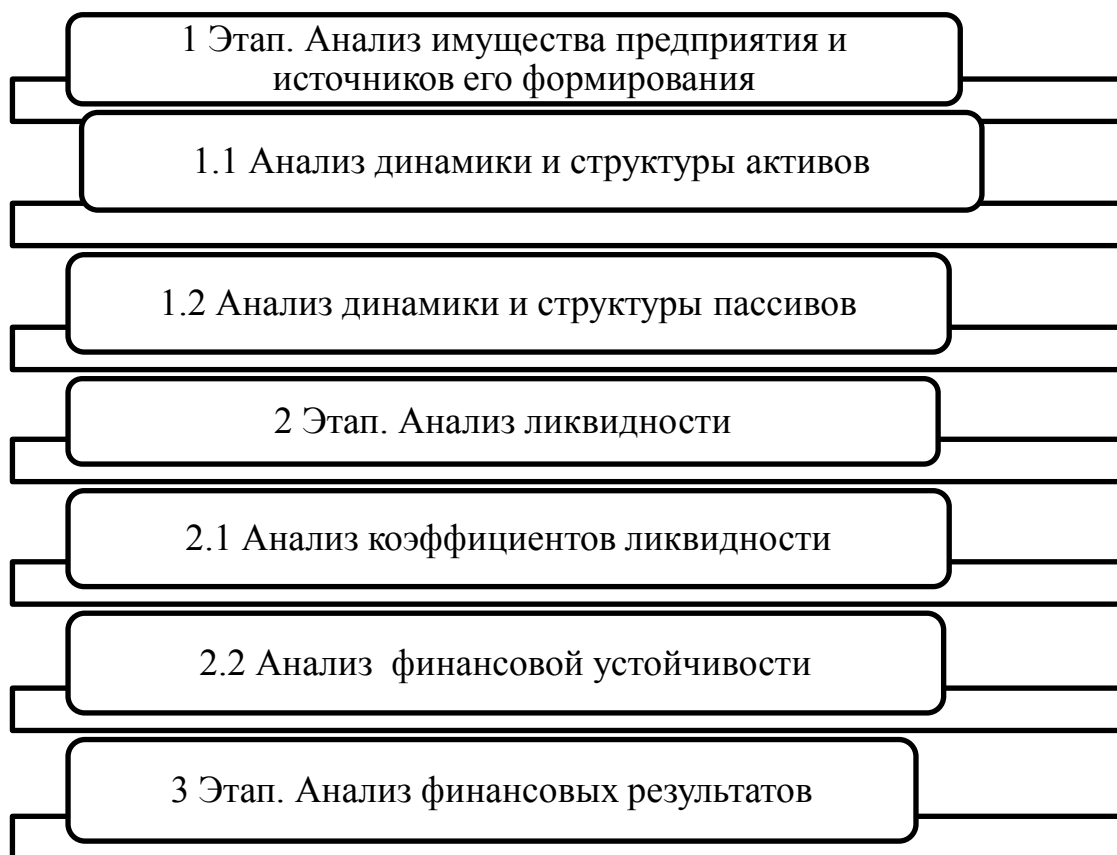 1 Этап. Анализ имущества предприятия и
источников его формирования
1.1 Анализ динамики и структуры активов
1.2 Анализ динамики и структуры пассивов
2 Этап. Анализ ликвидности
2.1 Анализ коэффициентов ликвидности
2.2 Анализ  финансовой устойчивости
3 Этап. Анализ финансовых результатов